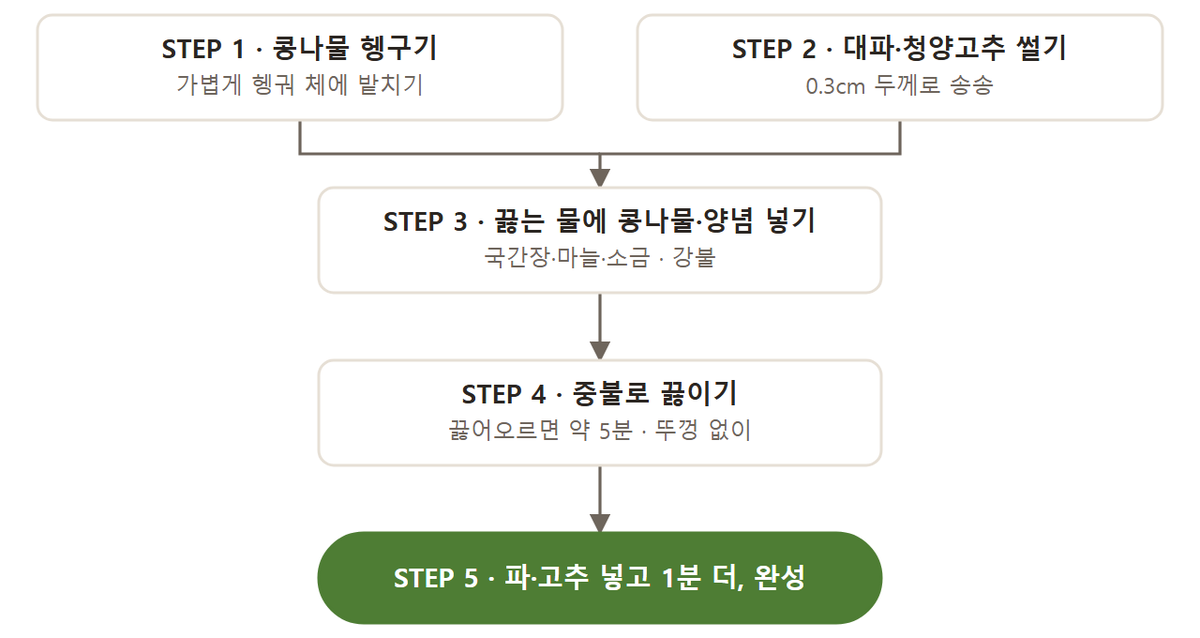 STEP 1 · 콩나물 헹구기
가볍게 헹궈 체에 밭치기
STEP 2 · 대파·청양고추 썰기
0.3cm 두께로 송송
STEP 3 · 끓는 물에 콩나물·양념 넣기
국간장·마늘·소금 · 강불
STEP 4 · 중불로 끓이기
끓어오르면 약 5분 · 뚜껑 없이
STEP 5 · 파·고추 넣고 1분 더, 완성